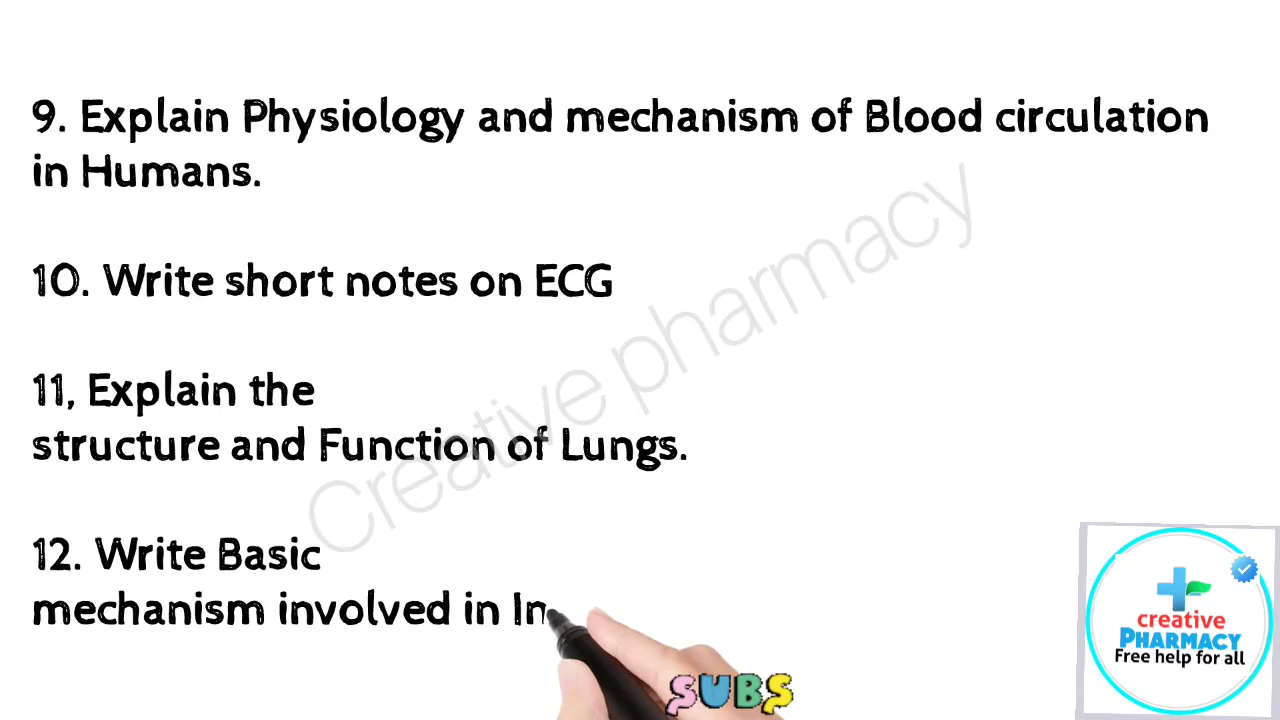 9. Explain Physiology and mechanism of Blood circulation
in Humans.
10. Write short notes on ECG
11, Explain the
structure and Function of Lungs.
12. Write Basic
mechanism involved in In
Creative pharmacy
creative
PHARMACY
Free help for all
SUBS